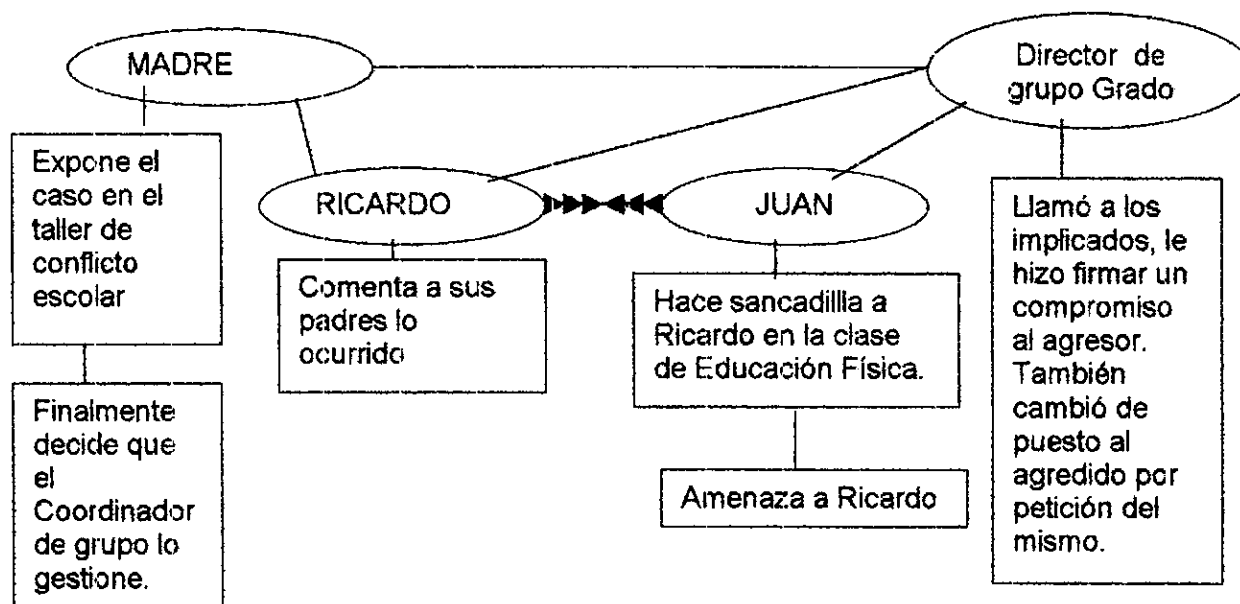 MADRE
Director de
grupo Grado
Expone el
caso en el
taller de
conflicto
escolar
Finalmente
decide que
el
Coordinador
de grupo lo
gestione.
RICARDO
Comenta a sus
padres lo
ocurrido
JUAN
Hace sancadillla a
Ricardo en la clase
de Educación Física.
Amenaza a Ricardo
Llamó a los
implicados, le
hizo firmar un
compromiso
al agresor.
También
cambió de
puesto al
agredido por
petición del
mismo.